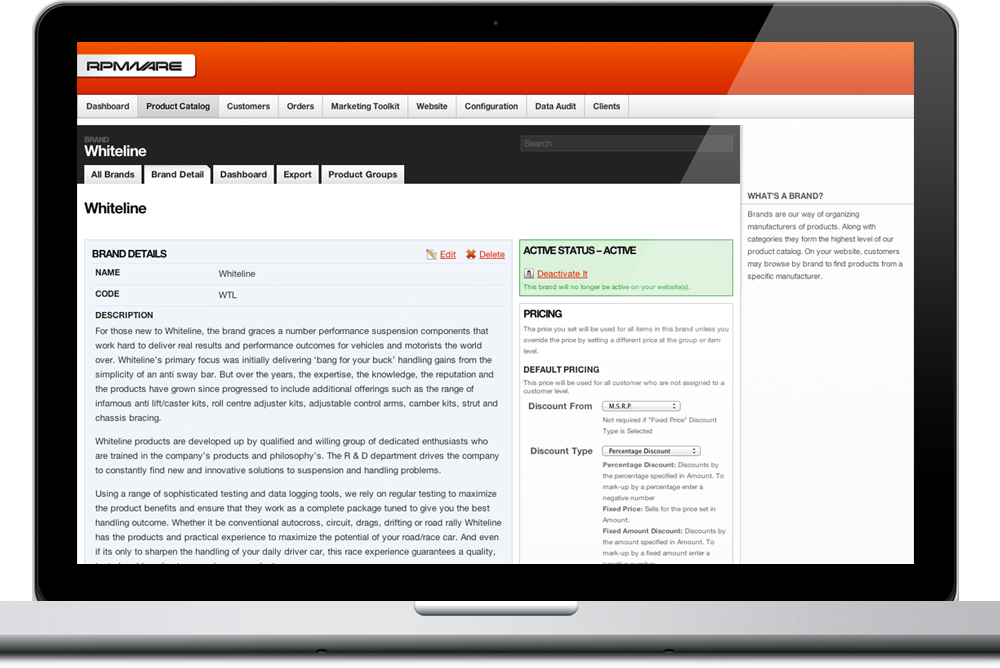 RPMWARE
Dashboard Product Catalog Customers Orders Marketing Toolkit Website Configuration Data Audit Clients
BRAND
Whiteline
Search
All Brands Brand Detail Dashboard Export Product Groups
Whiteline
BRAND DETAILS Edit Delete
NAME Whiteline
CODE WTL
DESCRIPTION
For those new to Whiteline, the brand graces a number performance suspension components that
work hard to deliver real results and performance outcomes for vehicles and motorists the world
over. Whiteline's primary focus was initially delivering 'bang for your buck' handling gains from the
simplicity of an anti sway bar. But over the years, the expertise, the knowledge, the reputation and
the products have grown since progressed to include additional offerings such as the range of
infamous anti lift/caster kits, roll centre adjuster kits, adjustable control arms, camber kits, strut and
chassis bracing.
Whiteline products are developed up by qualified and willing group of dedicated enthusiasts who
are trained in the company's products and philosophy's. The R & D department drives the company
to constantly find new and innovative solutions to suspension and handling problems.
Using a range of sophisticated testing and data logging tools, we rely on regular testing to maximize
the product benefits and ensure that they work as a complete package tuned to give you the best
handling outcome. Whether it be conventional autocross, circuit, drags, drifting or road rally Whiteline
has the products and practical experience to maximize the potential of your road/race car. And even
if its only to sharpen the handling of your daily driver car, this race experience guarantees a quality,
ACTIVE STATUS – ACTIVE
Deactivate It
This brand will no longer be active on your website(s).
PRICING
The price you set will be used for all items in this brand unless you
override the price by setting a different price at the group or item
level.
DEFAULT PRICING
This price will be used for all customer who are not assigned to a
customer level.
Discount From M.S.R.P.
Not required if "Fixed Price" Discount
Type is Selected
Discount Type Percentage Discount
Percentage Discount: Discounts by
the percentage specified in Amount. To
mark-up by a percentage enter a
negative number
Fixed Price: Sells for the price set in
Amount.
Fixed Amount Discount: Discounts by
the amount specified in Amount. To
mark-up by a fixed amount enter a
negative number
WHAT'S A BRAND?
Brands are our way of organizing
manufacturers of products. Along with
categories they form the highest level of our
product catalog. On your website, customers
may browse by brand to find products from a
specific manufacturer.